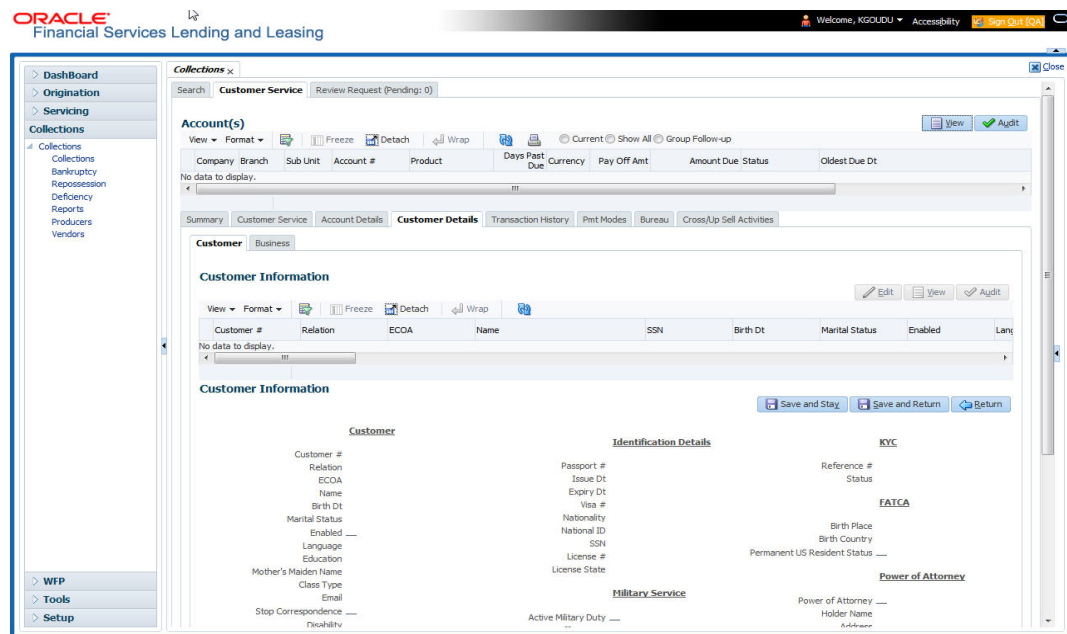 ORACLE
Financial Services Lending and Leasing
Welcome, KGOUDU Accessibility Sign Out [QA]
Close
DashBoard
Origination
Servicing
Collections
Collections
Collections
Bankruptcy
Repossession
Deficiency
Reports
Producers
Vendors
WFP
Tools
Setup
Collections x
Search Customer Service Review Request (Pending: 0)
Account(s)
View Audit
View Format Freeze Detach Wrap Current Show All Group Follow-up
Company Branch Sub Unit Account # Product Days Past Due Currency Pay Off Amt Amount Due Status Oldest Due Dt
No data to display.
Summary Customer Service Account Details Customer Details Transaction History Pmt Modes Bureau Cross/Up Sell Activities
Customer Business
Customer Information
Edit View Audit
View Format Freeze Detach Wrap
Customer # Relation ECOA Name SSN Birth Dt Marital Status Enabled Lang
No data to display.
Customer Information
Save and Stay Save and Return Return
Customer
Customer #
Relation
ECOA
Name
Birth Dt
Marital Status
Enabled
Language
Education
Mother's Maiden Name
Class Type
Email
Stop Correspondence
Disability
Identification Details
Passport #
Issue Dt
Expiry Dt
Visa #
Nationality
National ID
SSN
License #
License State
Military Service
Active Military Duty
KYC
Reference #
Status
FATCA
Birth Place
Birth Country
Permanent US Resident Status
Power of Attorney
Power of Attorney
Holder Name
Address